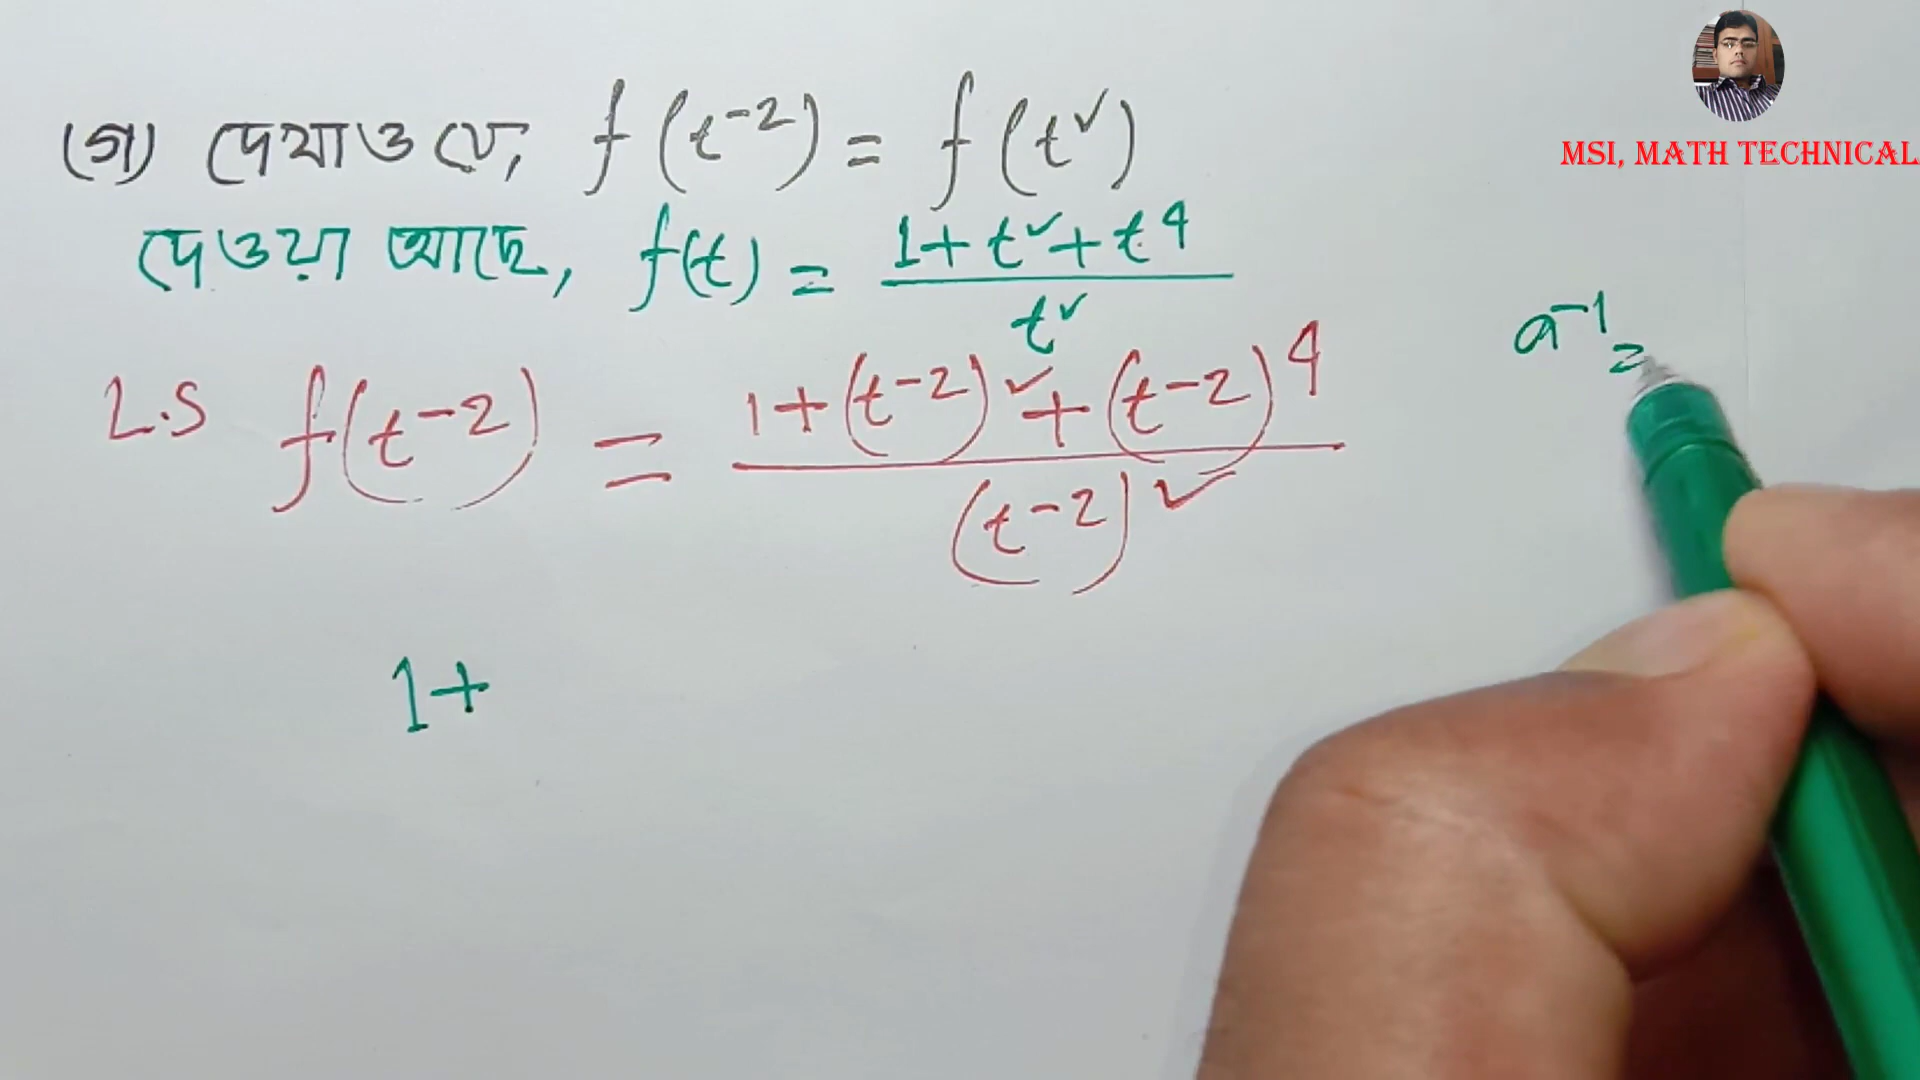 MSI, MATH TECHNICAL
(গ) দেখাও যে, f(t⁻²) = f(t²)
দেওয়া আছে, f(t) = (1+t²+t⁴)/t²
L.S f(t⁻²) = (1+(t⁻²)²+(t⁻²)⁴)/(t⁻²)²
a⁻¹=
1+